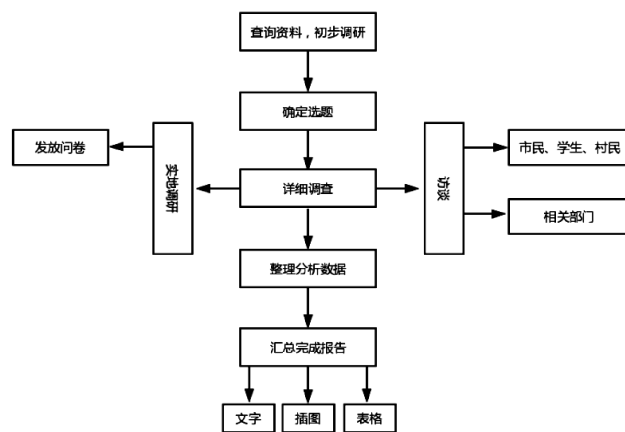 查询资料，初步调研
确定选题
发放问卷
实地调研
详细调查
访谈
市民、学生、村民
相关部门
整理分析数据
汇总完成报告
文字
插图
表格